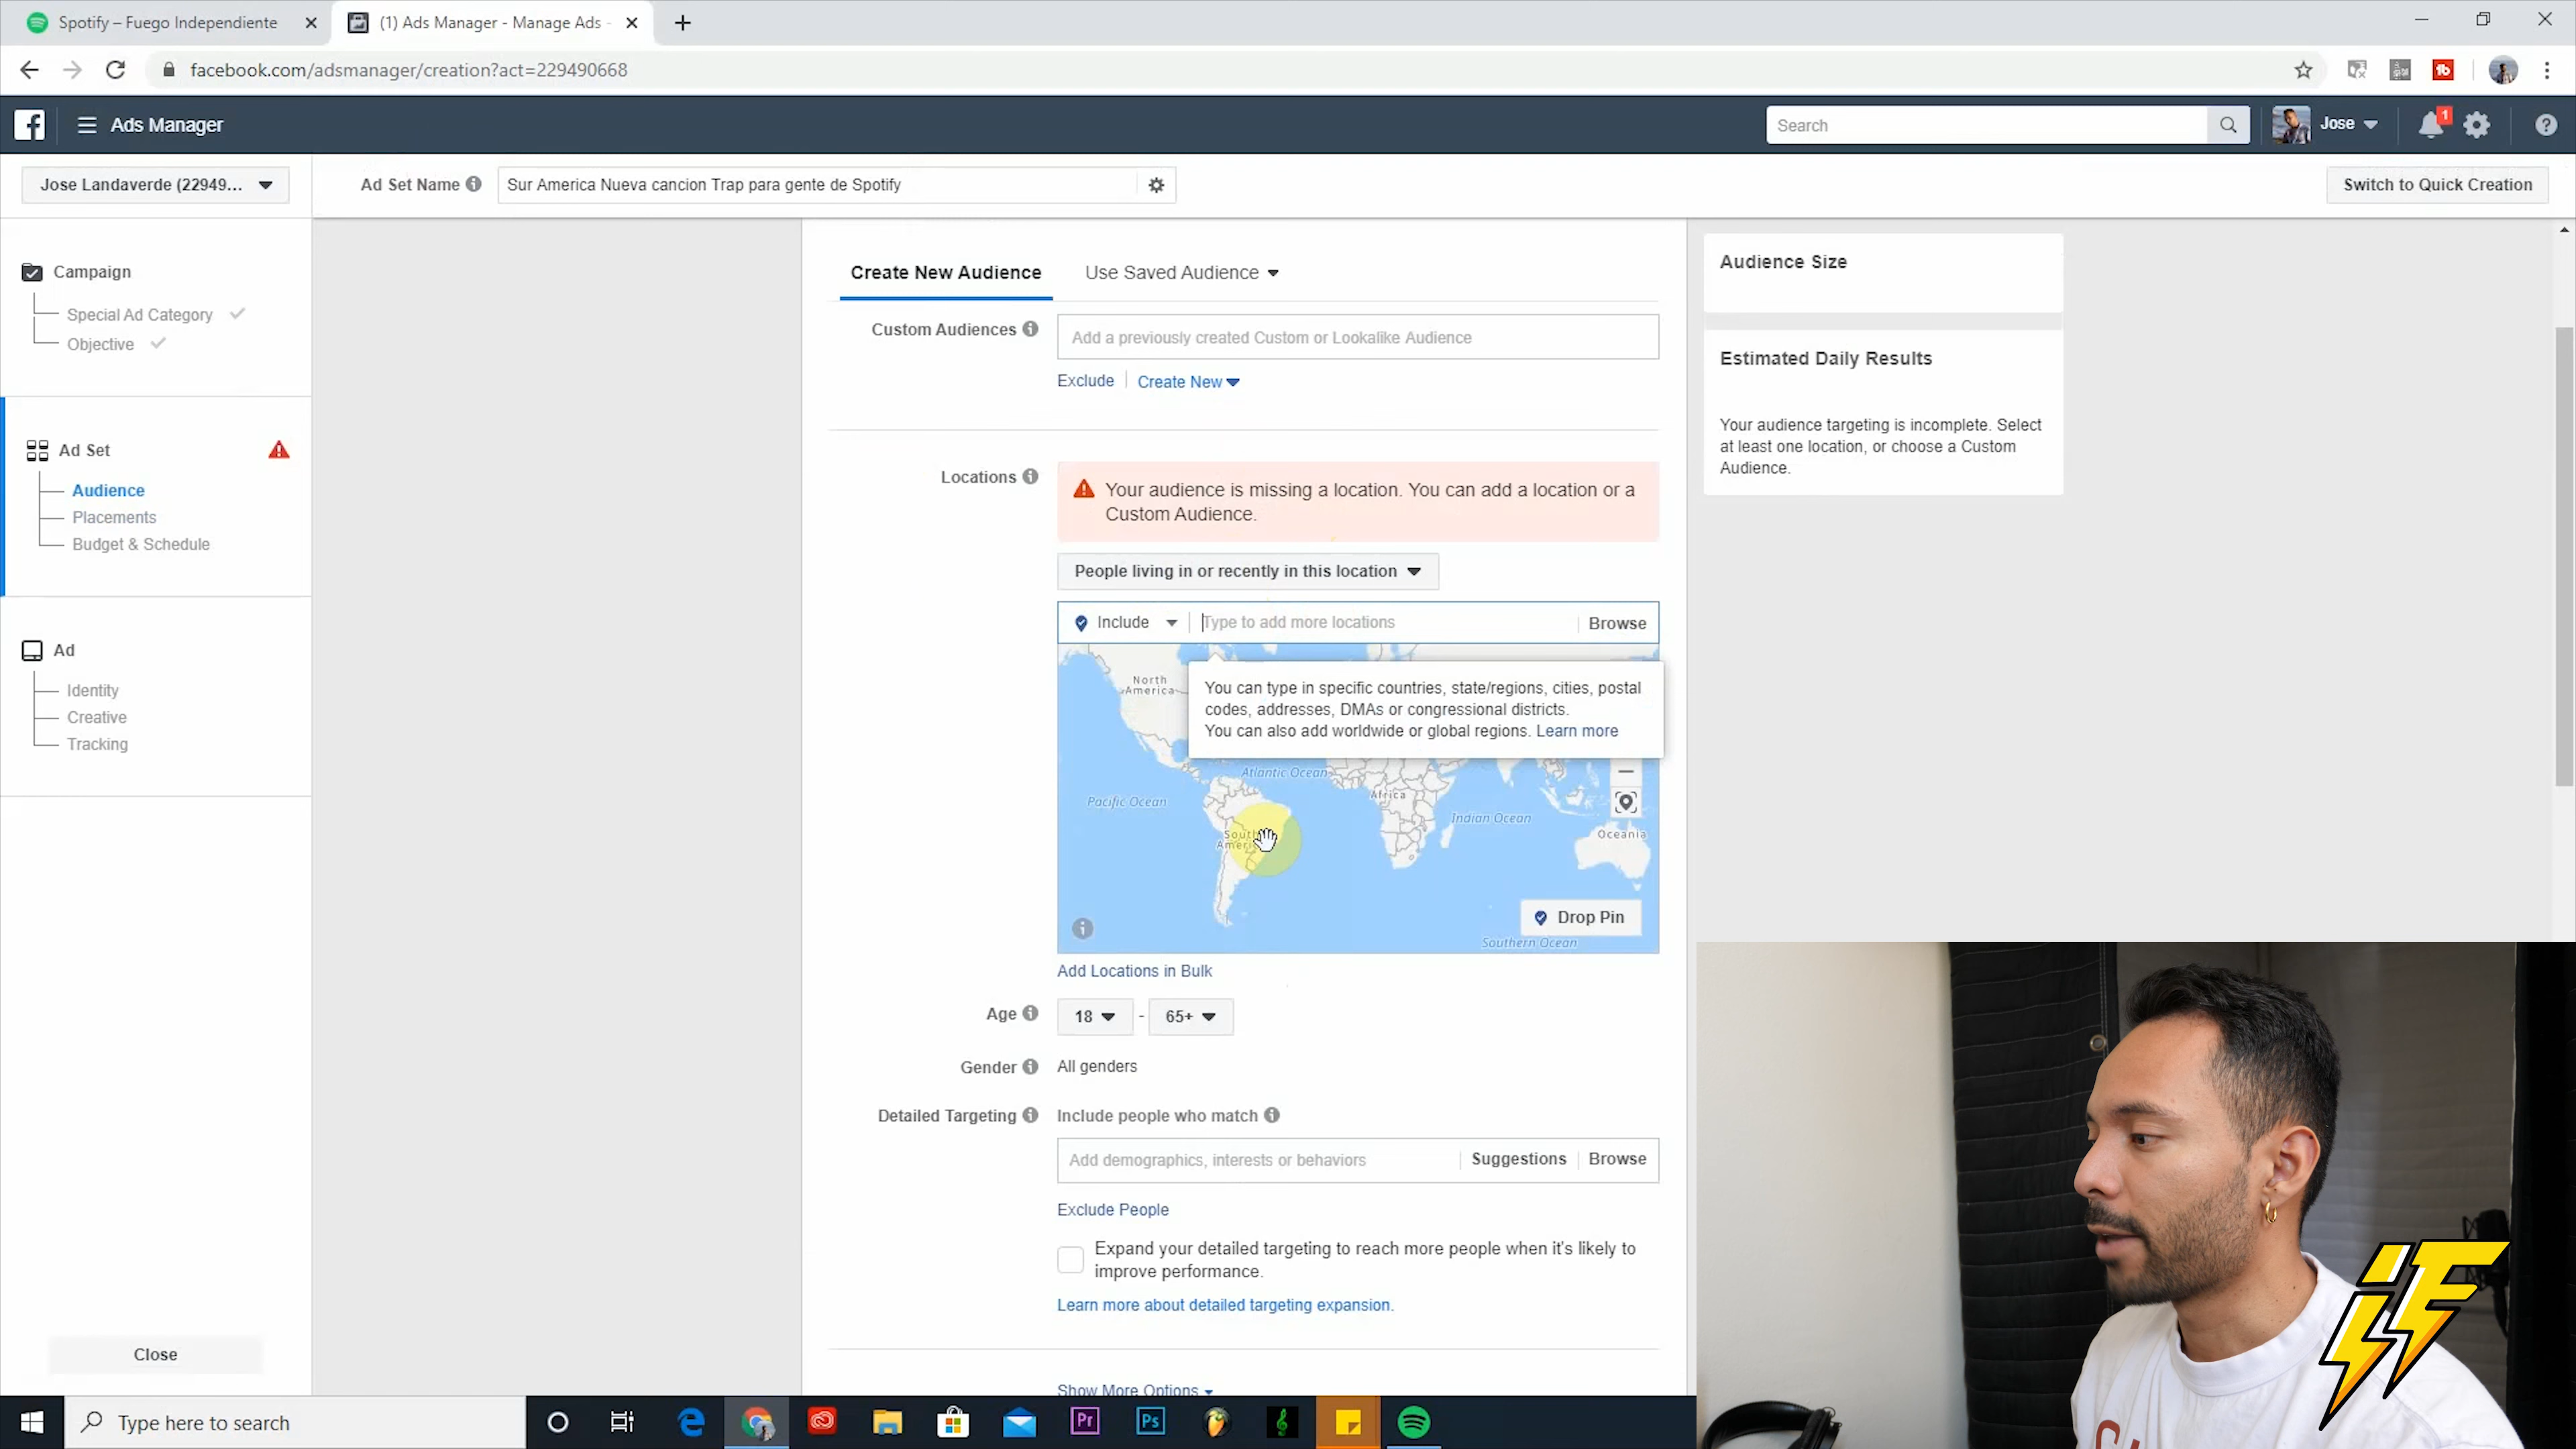 Spotify – Fuego Independiente
(1) Ads Manager - Manage Ads -
facebook.com/adsmanager/creation?act=229490668
Ads Manager
Search
Jose
1
Jose Landaverde (22949...
Ad Set Name
Sur America Nueva cancion Trap para gente de Spotify
Switch to Quick Creation
Campaign
Special Ad Category
Objective
Ad Set
Audience
Placements
Budget & Schedule
Ad
Identity
Creative
Tracking
Close
Create New Audience
Use Saved Audience
Custom Audiences
Add a previously created Custom or Lookalike Audience
Exclude
Create New
Locations
Your audience is missing a location. You can add a location or a
Custom Audience.
People living in or recently in this location
Include
Type to add more locations
Browse
North
America
You can type in specific countries, state/regions, cities, postal
codes, addresses, DMAs or congressional districts.
You can also add worldwide or global regions. Learn more
Atlantic Ocean
Africa
Pacific Ocean
Indian Ocean
South
America
Oceania
Drop Pin
Southern Ocean
Add Locations in Bulk
Age
18
-
65+
Gender
All genders
Detailed Targeting
Include people who match
Add demographics, interests or behaviors
Suggestions
Browse
Exclude People
Expand your detailed targeting to reach more people when it's likely to
improve performance.
Learn more about detailed targeting expansion.
Show More Options
Audience Size
Estimated Daily Results
Your audience targeting is incomplete. Select
at least one location, or choose a Custom
Audience.
iF
Type here to search
Pr
Ps